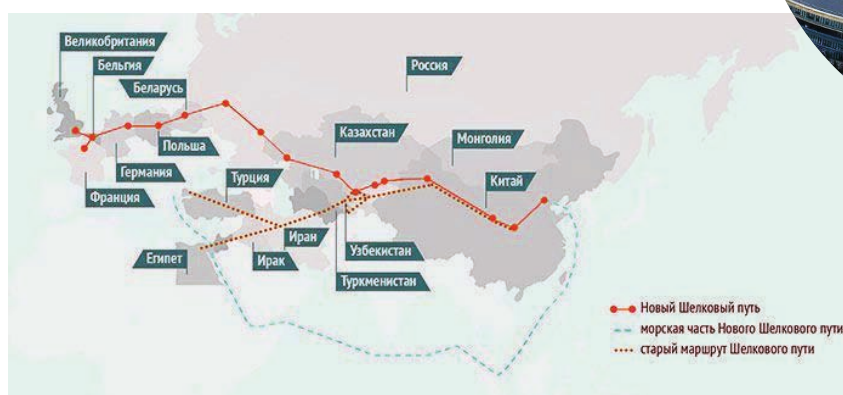 Великобритания
Бельгия
Беларусь
Россия
Польша
Казахстан
Монголия
Германия
Турция
Китай
Франция
Иран
Узбекистан
Египет
Ирак
Туркменистан
Новый Шелковый путь
морская часть Нового Шелкового пути
старый маршрут Шелкового пути